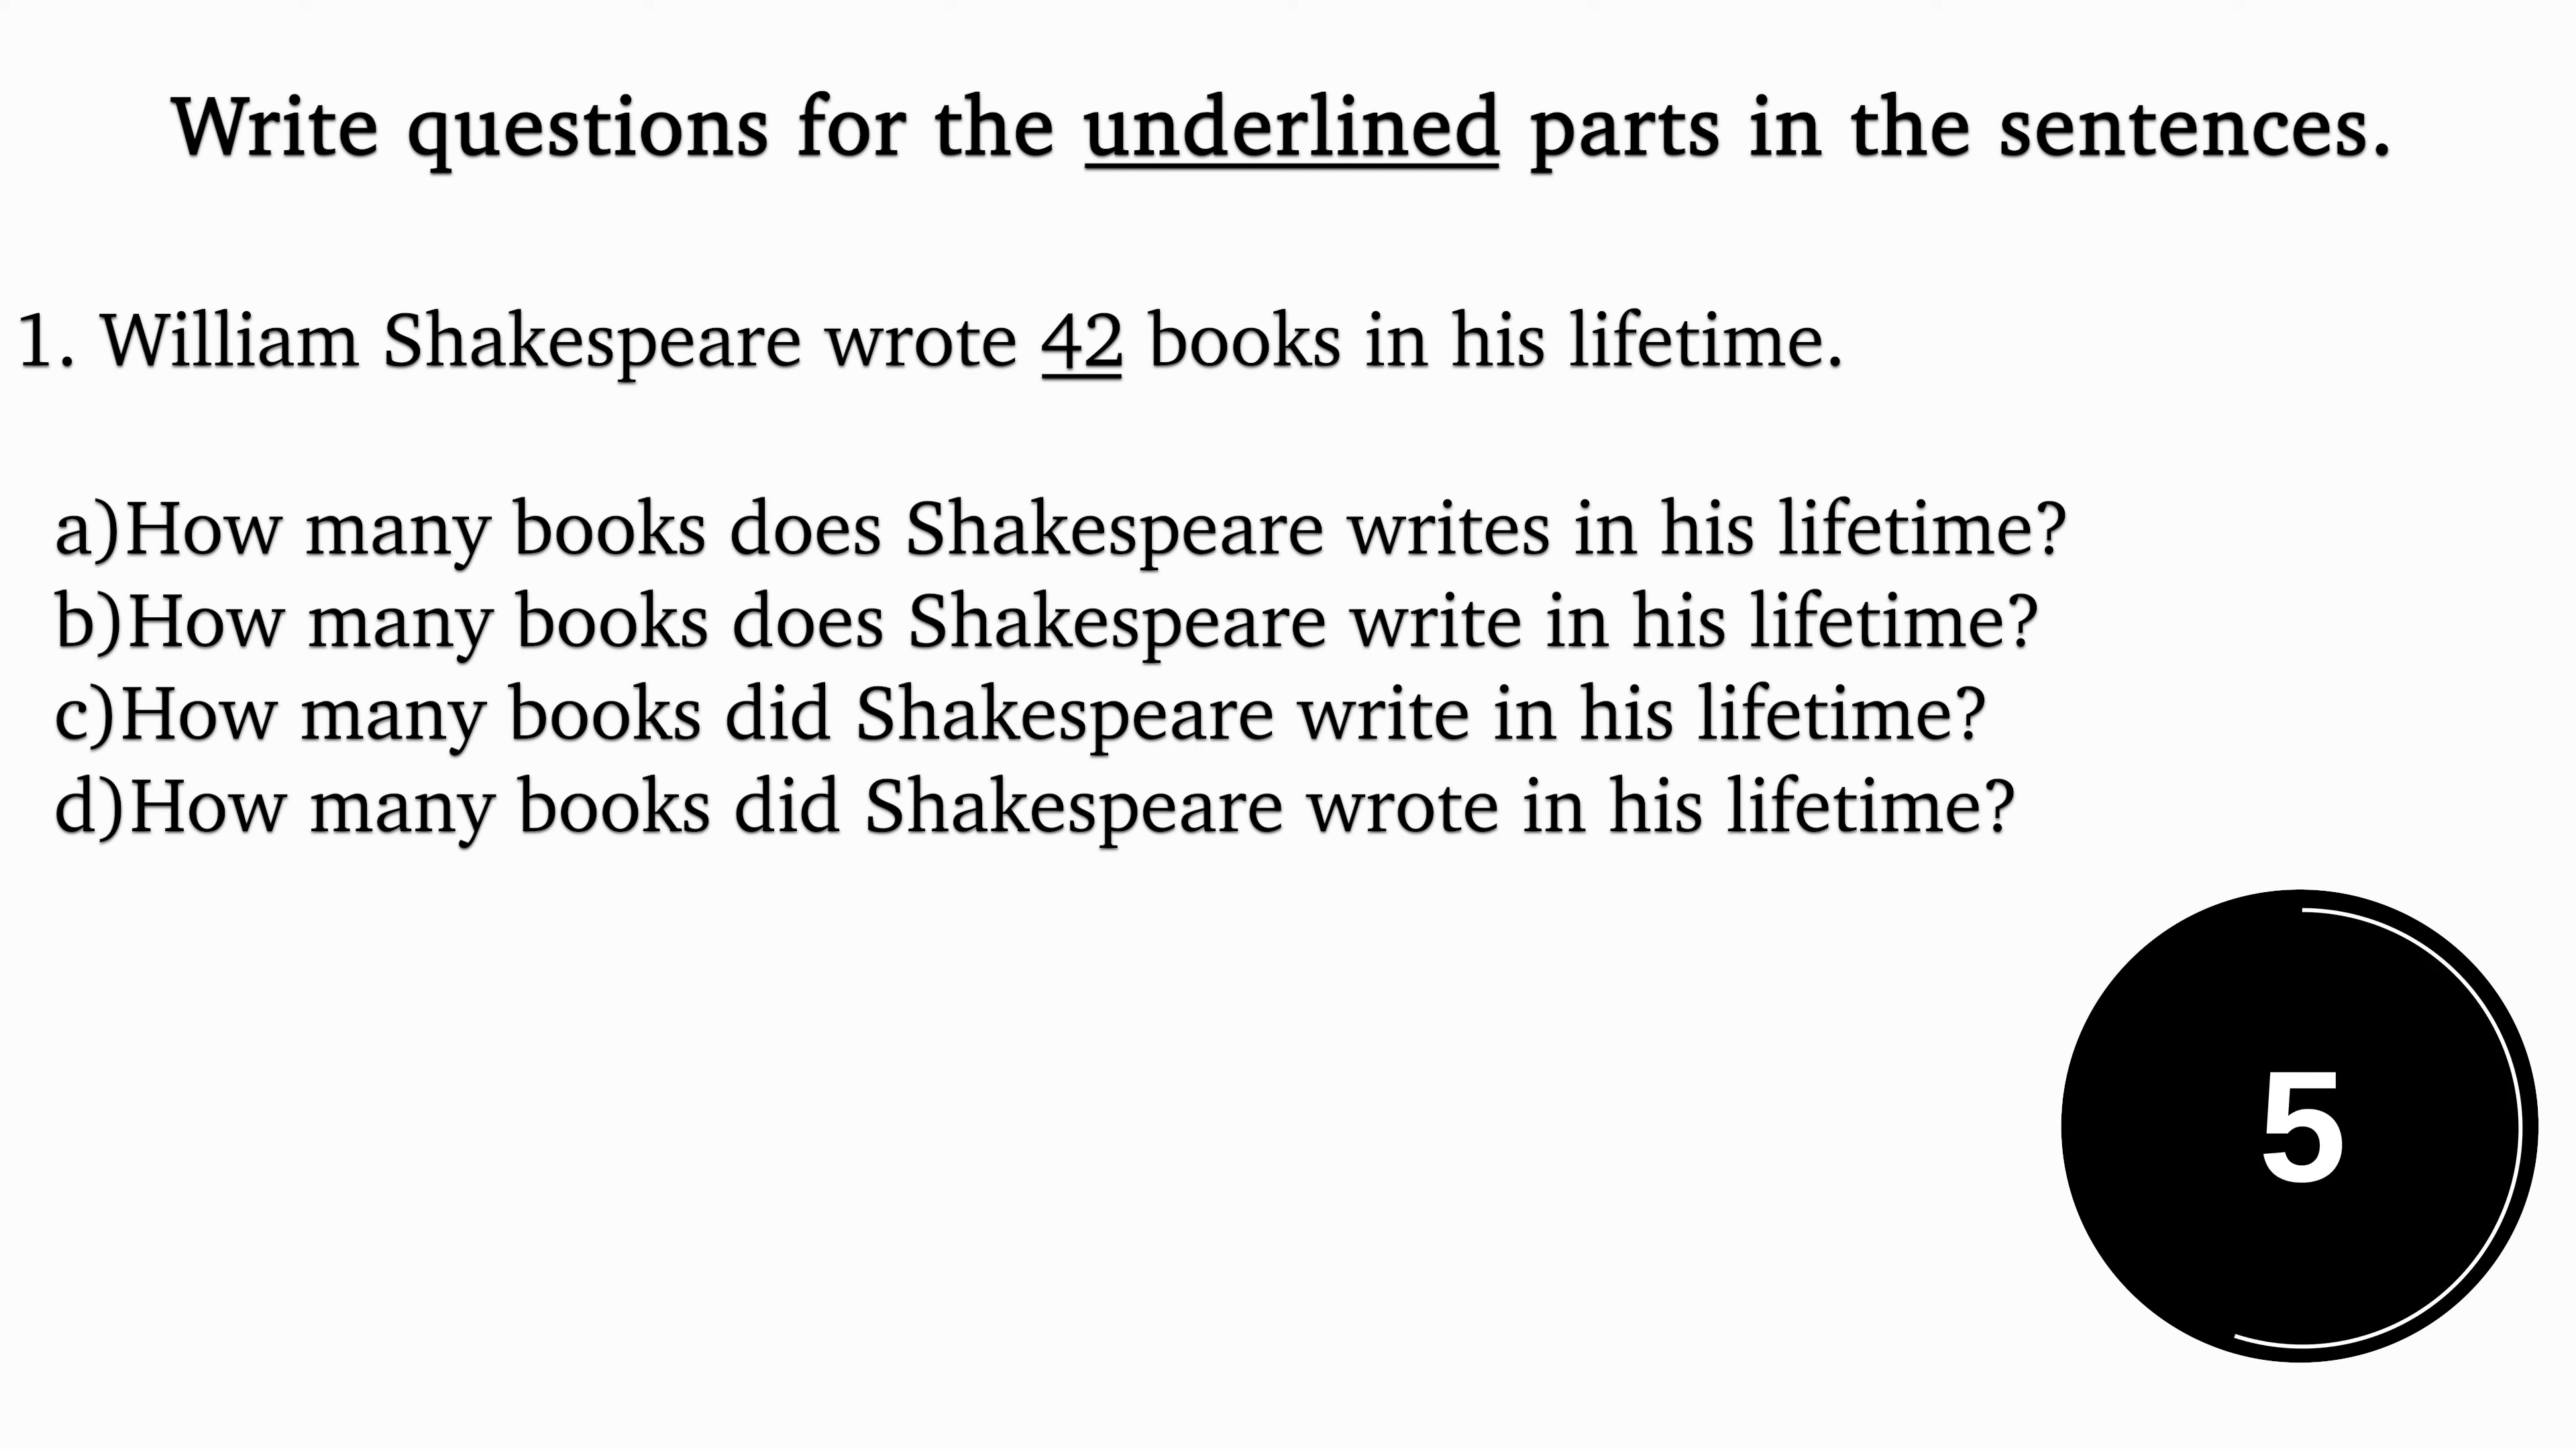 Write questions for the underlined parts in the sentences.
1. William Shakespeare wrote 42 books in his lifetime.
a)How many books does Shakespeare writes in his lifetime?
b)How many books does Shakespeare write in his lifetime?
c)How many books did Shakespeare write in his lifetime?
d)How many books did Shakespeare wrote in his lifetime?
5